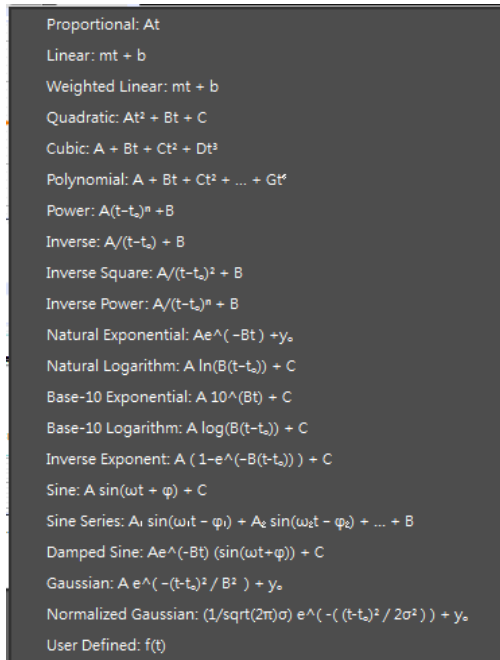 Proportional: At
Linear: mt + b
Weighted Linear: mt + b
Quadratic: At² + Bt + C
Cubic: A + Bt + Ct² + Dt³
Polynomial: A + Bt + Ct² + ... + Gt⁶
Power: A(t-tₒ)ⁿ +B
Inverse: A/(t-tₒ) + B
Inverse Square: A/(t-tₒ)² + B
Inverse Power: A/(t-tₒ)ⁿ + B
Natural Exponential: Ae^( -Bt ) +yₒ
Natural Logarithm: A ln(B(t-tₒ)) + C
Base-10 Exponential: A 10^(Bt) + C
Base-10 Logarithm: A log(B(t-tₒ)) + C
Inverse Exponent: A ( 1-e^(-B(t-tₒ)) ) + C
Sine: A sin(ωt + φ) + C
Sine Series: A₁ sin(ω₁t - φ₁) + A₂ sin(ω₂t - φ₂) + ... + B
Damped Sine: Ae^(-Bt) (sin(ωt+φ)) + C
Gaussian: A e^( -(t-tₒ)² / B² ) + yₒ
Normalized Gaussian: (1/sqrt(2π)σ) e^( -( (t-tₒ)² / 2σ² ) ) + yₒ
User Defined: f(t)